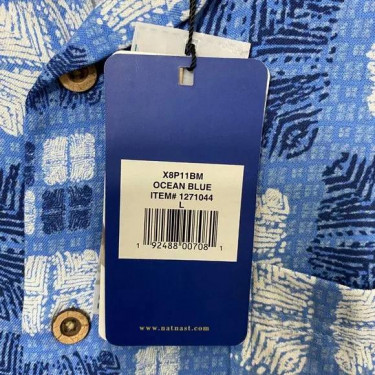 X8P11BM
OCEAN BLUE
ITEM# 1271044
1 92488 00708 1
L
www.natnast.com